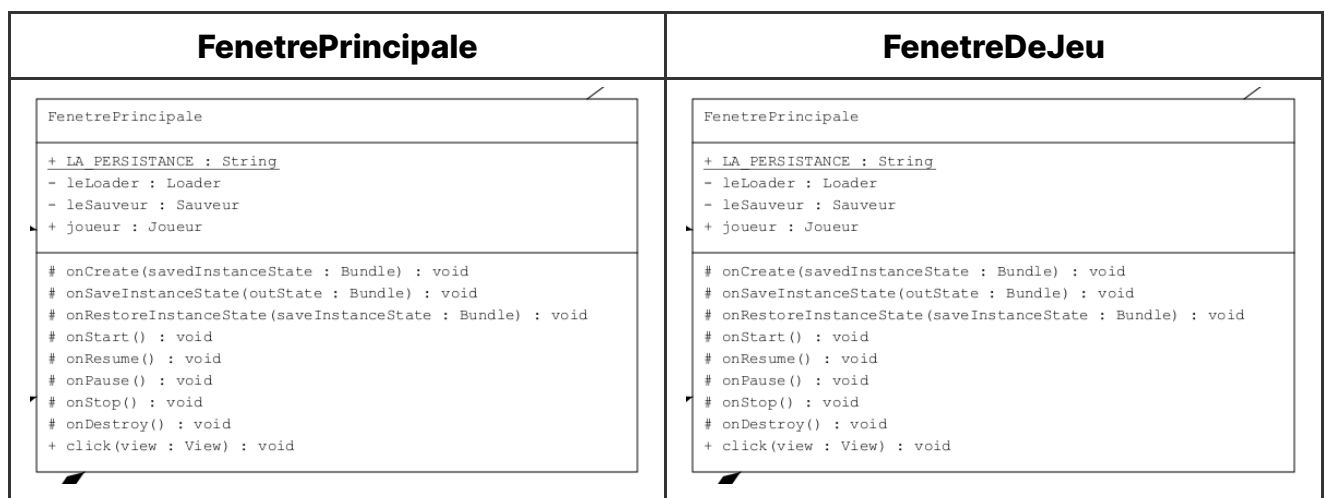 FenetrePrincipale
FenetreDeJeu
FenetrePrincipale
+ LA_PERSISTANCE : String
- leLoader : Loader
- leSauveur : Sauveur
+ joueur : Joueur
# onCreate(savedInstanceState : Bundle) : void
# onSaveInstanceState(outState : Bundle) : void
# onRestoreInstanceState(saveInstanceState : Bundle) : void
# onStart() : void
# onResume() : void
# onPause() : void
# onStop() : void
# onDestroy() : void
+ click(view : View) : void
FenetrePrincipale
+ LA_PERSISTANCE : String
- leLoader : Loader
- leSauveur : Sauveur
+ joueur : Joueur
# onCreate(savedInstanceState : Bundle) : void
# onSaveInstanceState(outState : Bundle) : void
# onRestoreInstanceState(saveInstanceState : Bundle) : void
# onStart() : void
# onResume() : void
# onPause() : void
# onStop() : void
# onDestroy() : void
+ click(view : View) : void